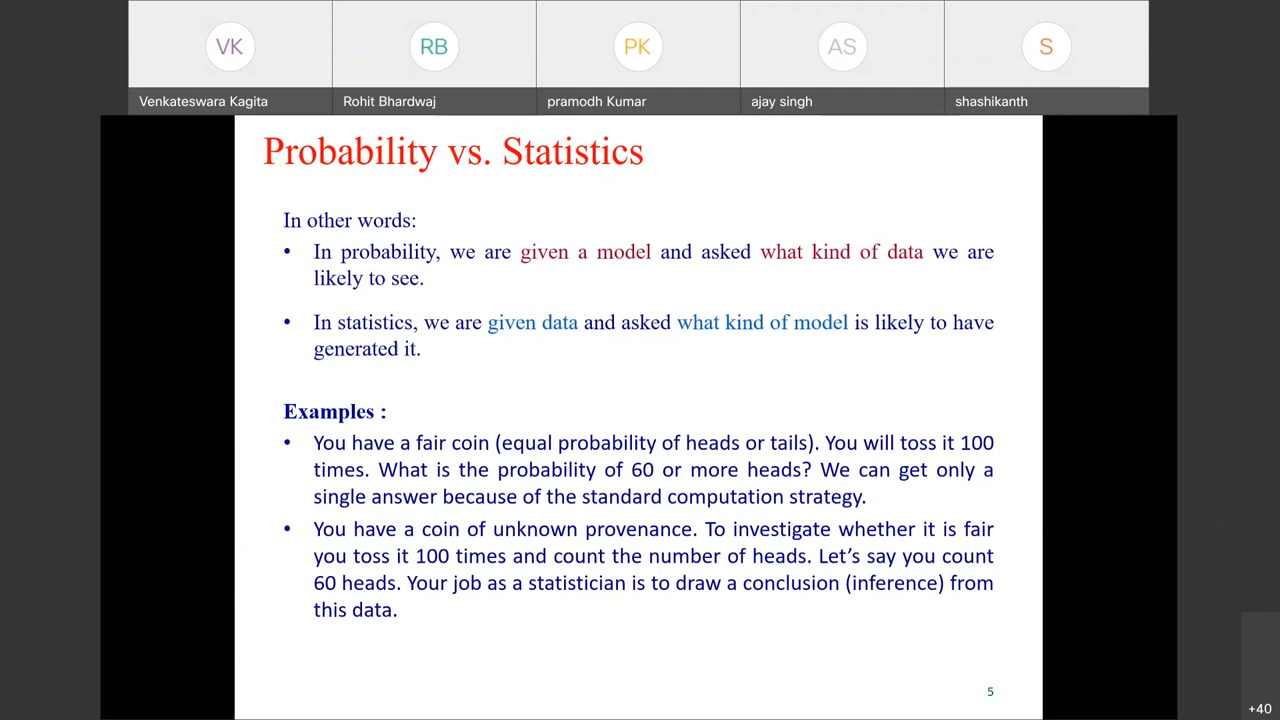 VK
RB
PK
AS
S
Venkateswara Kagita
Rohit Bhardwaj
pramodh Kumar
ajay singh
shashikanth
Probability vs. Statistics
In other words:
• In probability, we are given a model and asked what kind of data we are
likely to see.
• In statistics, we are given data and asked what kind of model is likely to have
generated it.
Examples :
• You have a fair coin (equal probability of heads or tails). You will toss it 100
times. What is the probability of 60 or more heads? We can get only a
single answer because of the standard computation strategy.
• You have a coin of unknown provenance. To investigate whether it is fair
you toss it 100 times and count the number of heads. Let’s say you count
60 heads. Your job as a statistician is to draw a conclusion (inference) from
this data.
5
+40